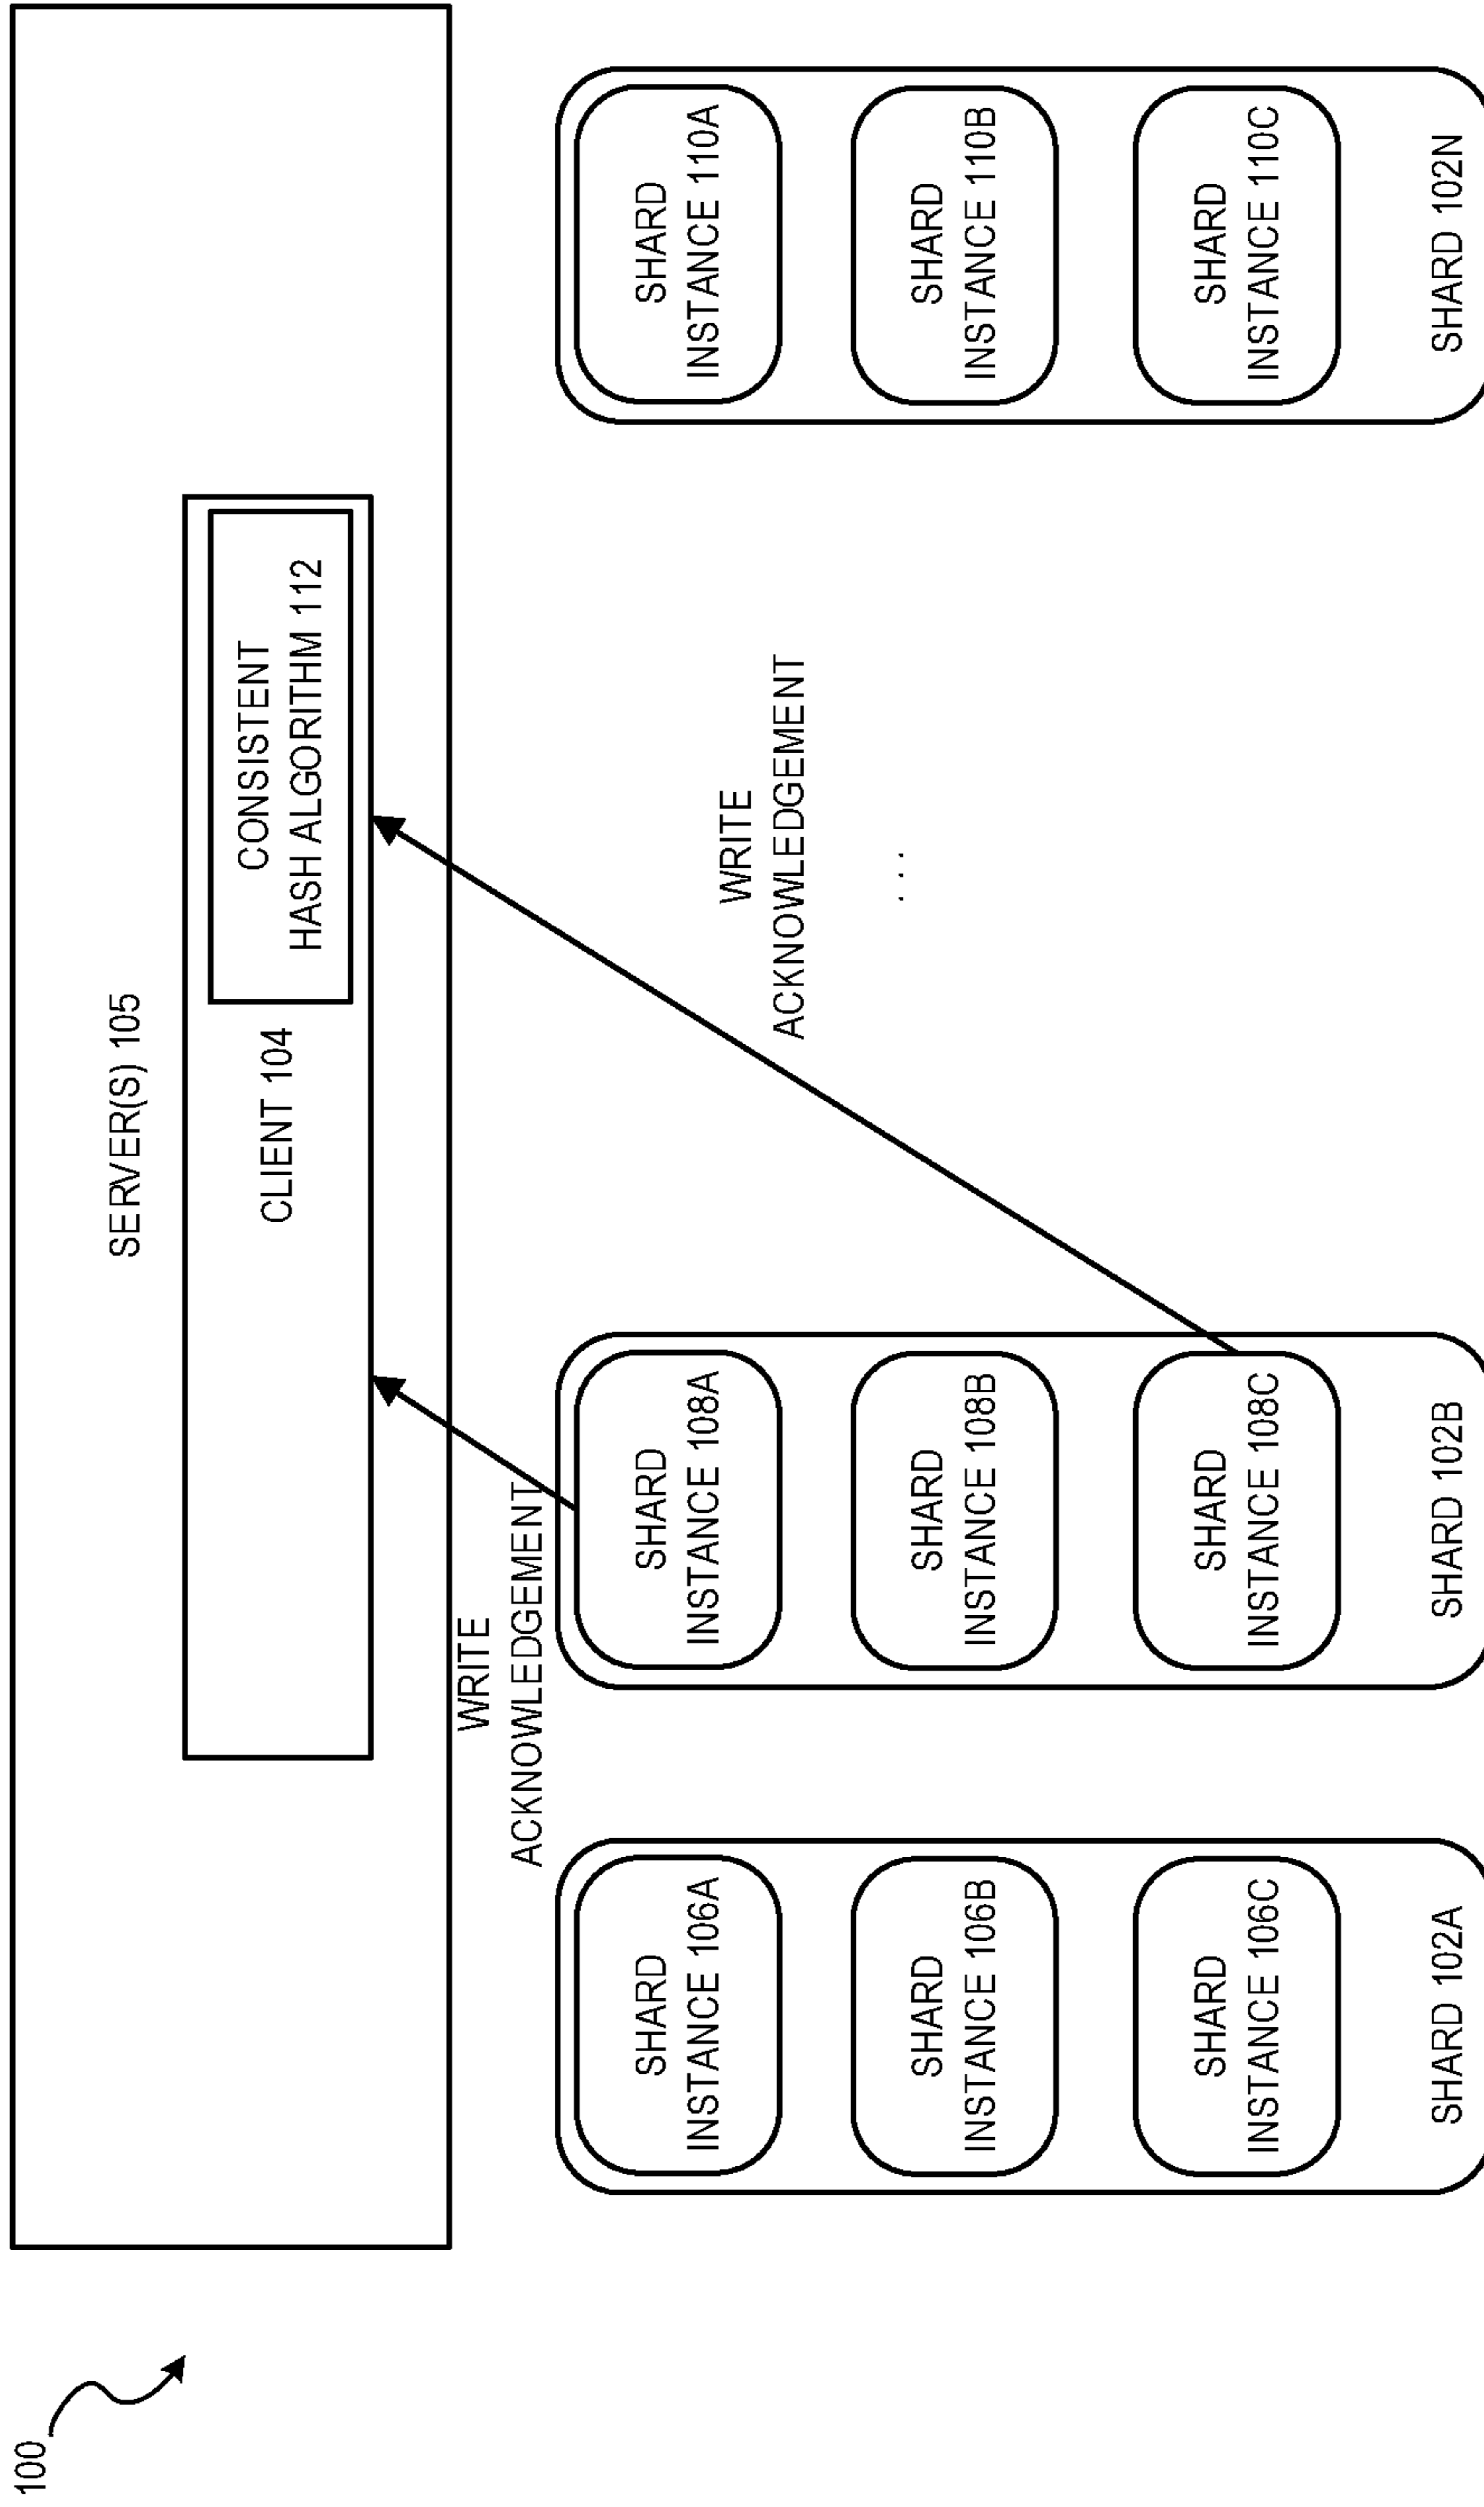 100
SERVER(S) 105
CLIENT 104
CONSISTENT
HASH ALGORITHM 112
WRITE
ACKNOWLEDGEMENT
WRITE
ACKNOWLEDGEMENT
SHARD
INSTANCE 106A
SHARD
INSTANCE 106B
SHARD
INSTANCE 106C
SHARD 102A
SHARD
INSTANCE 108A
SHARD
INSTANCE 108B
SHARD
INSTANCE 108C
SHARD 102B
. . .
SHARD
INSTANCE 110A
SHARD
INSTANCE 110B
SHARD
INSTANCE 110C
SHARD 102N